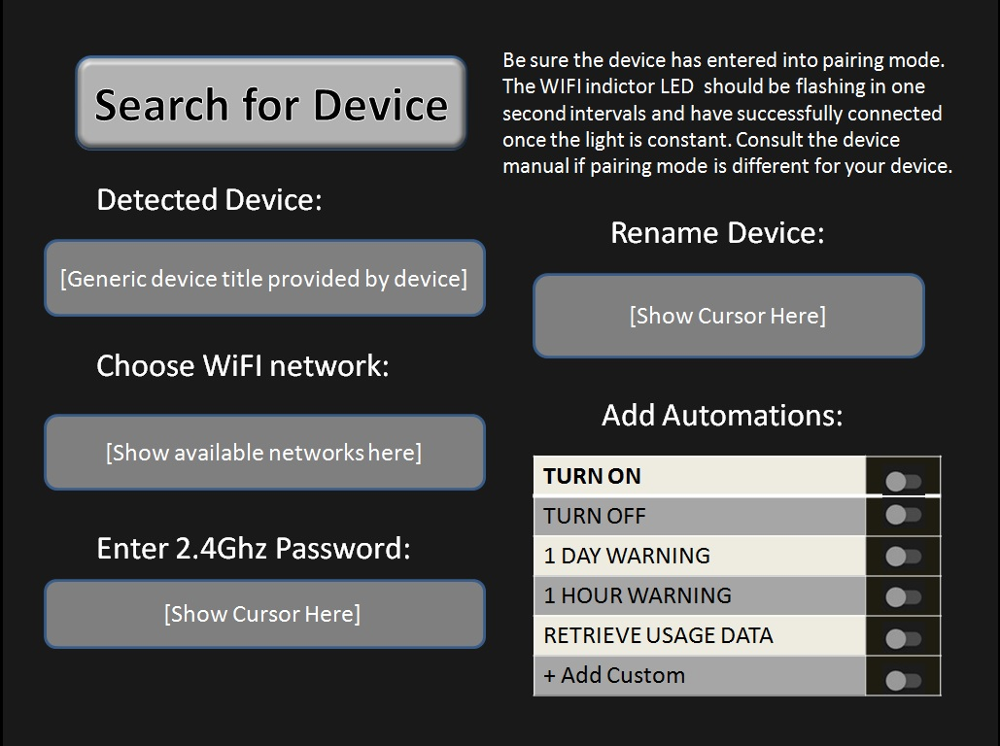 Search for Device
Be sure the device has entered into pairing mode.
The WIFI indictor LED should be flashing in one
second intervals and have successfully connected
once the light is constant. Consult the device
manual if pairing mode is different for your device.
Detected Device:
[Generic device title provided by device]
Choose WiFI network:
[Show available networks here]
Enter 2.4Ghz Password:
[Show Cursor Here]
Rename Device:
[Show Cursor Here]
Add Automations:
TURN ON
TURN OFF
1 DAY WARNING
1 HOUR WARNING
RETRIEVE USAGE DATA
+ Add Custom